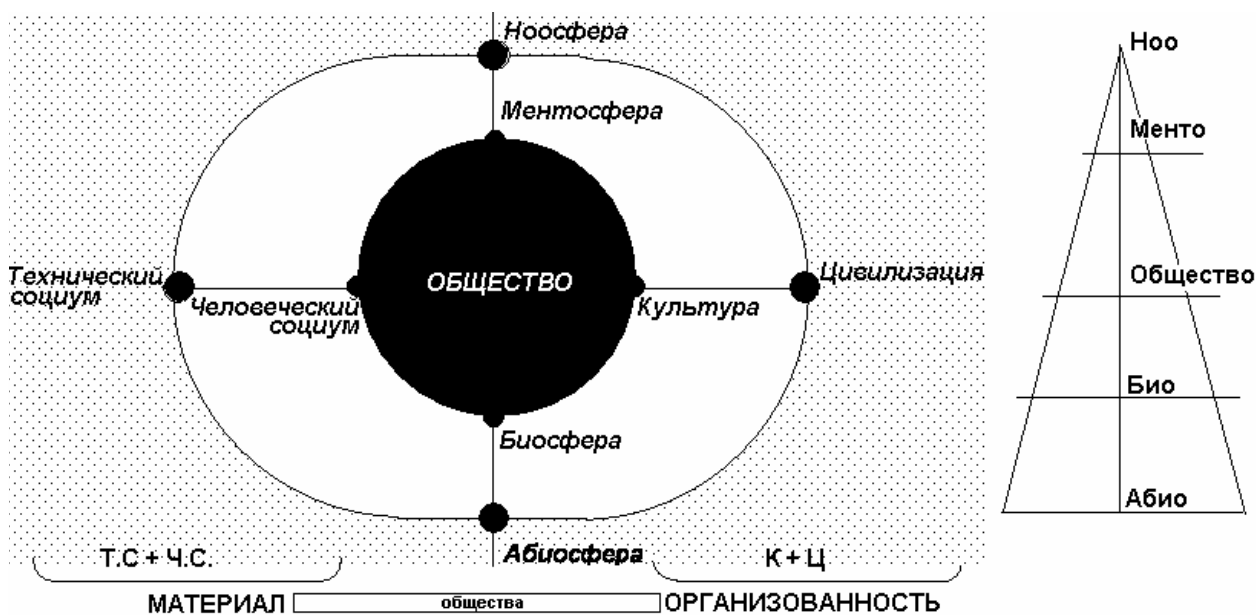 Ноосфера
Ментосфера
Технический
социум
Человеческий
социум
ОБЩЕСТВО
Культура
Цивилизация
Биосфера
Абиосфера
Т.С + Ч.С.
К + Ц
МАТЕРИАЛ общества ОРГАНИЗОВАННОСТЬ
Ноо
Менто
Общество
Био
Абио